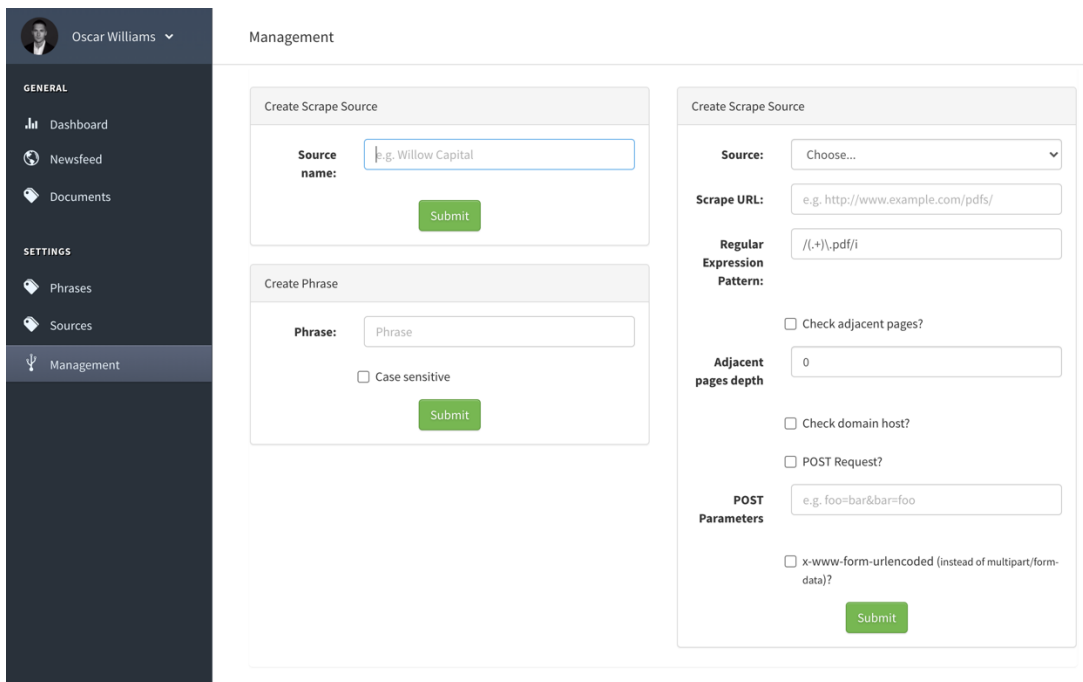 Oscar Williams
GENERAL
Dashboard
Newsfeed
Documents
SETTINGS
Phrases
Sources
Management
Management
Create Scrape Source
Source
name:
e.g. Willow Capital
Submit
Create Phrase
Phrase:
Phrase
Case sensitive
Submit
Create Scrape Source
Source:
Choose...
Scrape URL:
e.g. http://www.example.com/pdfs/
Regular
Expression
Pattern:
/(.+)\.pdf/i
Check adjacent pages?
Adjacent
pages depth
0
Check domain host?
POST Request?
POST
Parameters
e.g. foo=bar&bar=foo
x-www-form-urlencoded (instead of multipart/form-
data)?
Submit